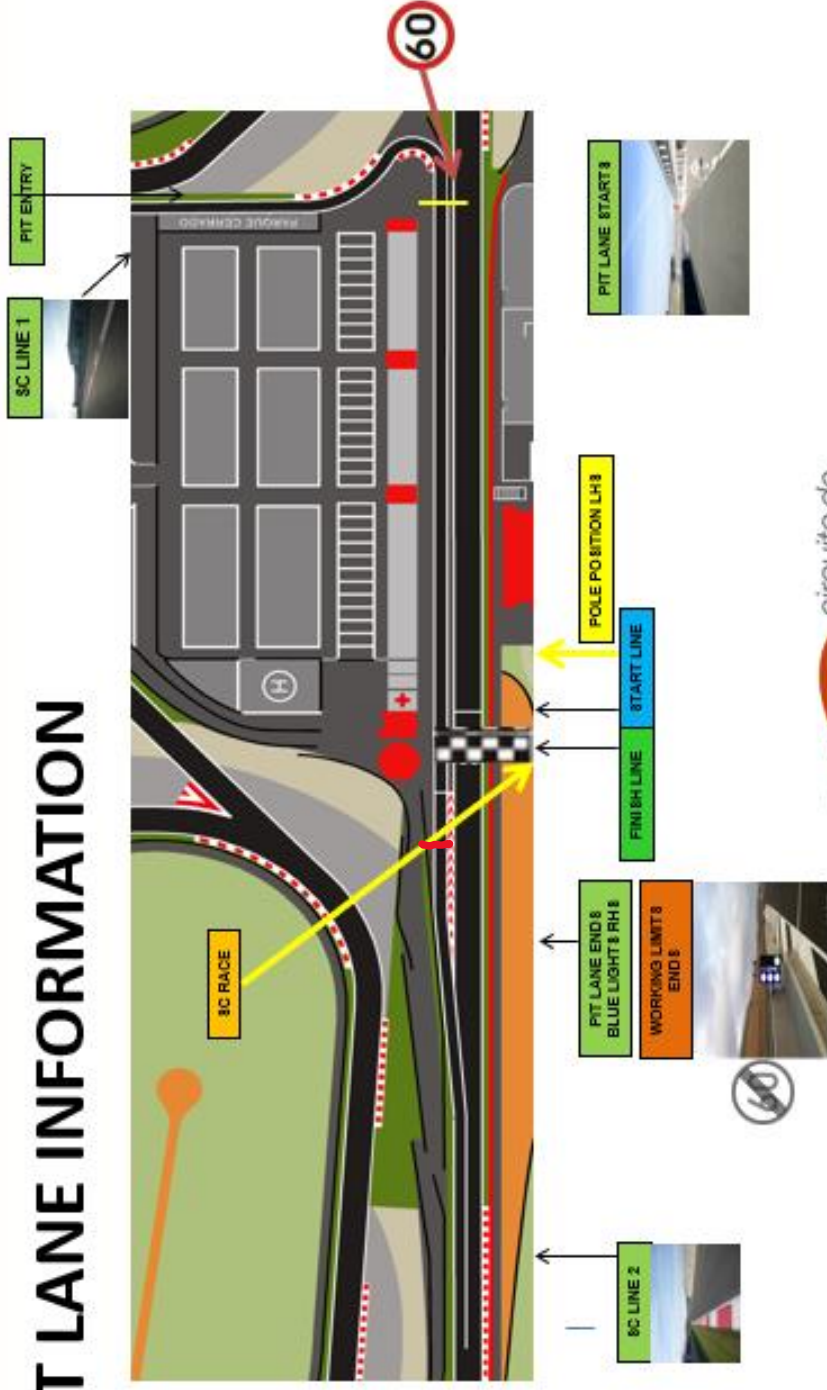 T LANE INFORMATION
SC LINE 1
PIT ENTRY
60
PARQUE CERRADO
H
SC RACE
PIT LANE STARTS
POLE POSITION LHS
START LINE
FINISH LINE
PIT LANE ENDS
BLUE LIGHTS RHS
WORKING LIMITS
ENDS
60
SC LINE 2
circuito de